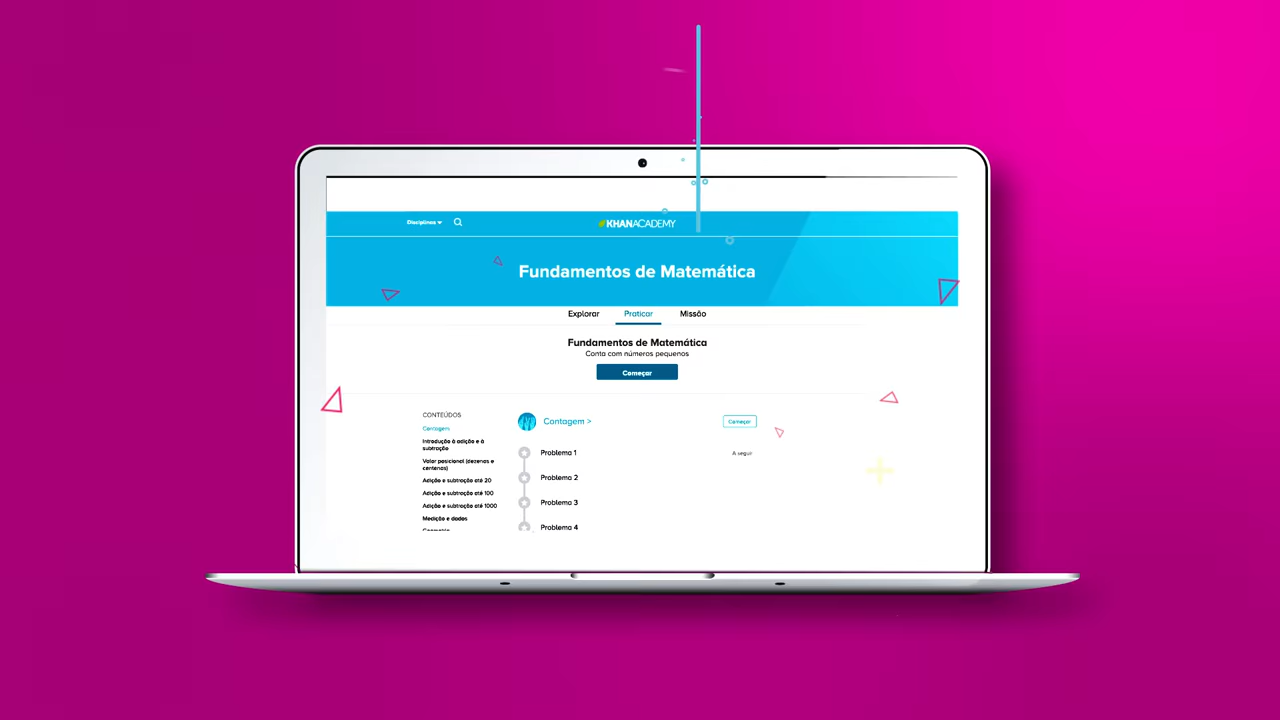 Disciplinas
KHANACADEMY
Fundamentos de Matemática
Explorar
Praticar
Missão
Fundamentos de Matemática
Conta com números pequenos
Começar
CONTEÚDOS
Contagem
Introdução à adição e à
subtração
Valor posicional (dezenas e
centenas)
Adição e subtração até 20
Adição e subtração até 100
Adição e subtração até 1000
Medição e dados
Geometria
Contagem >
Começar
Problema 1
A seguir
Problema 2
Problema 3
Problema 4